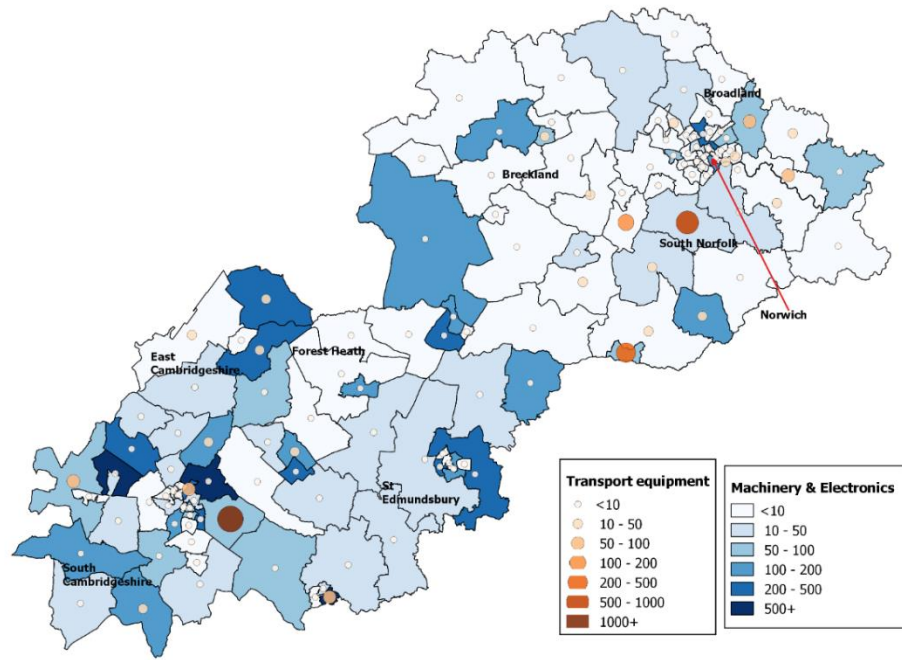 Broadland
Breckland
South Norfolk
Norwich
East
Cambridgeshire
Forest Heath
St
Edmundsbury
South
Cambridgeshire
Transport equipment
<10
10 - 50
50 - 100
100 - 200
200 - 500
500 - 1000
1000+
Machinery & Electronics
<10
10 - 50
50 - 100
100 - 200
200 - 500
500+